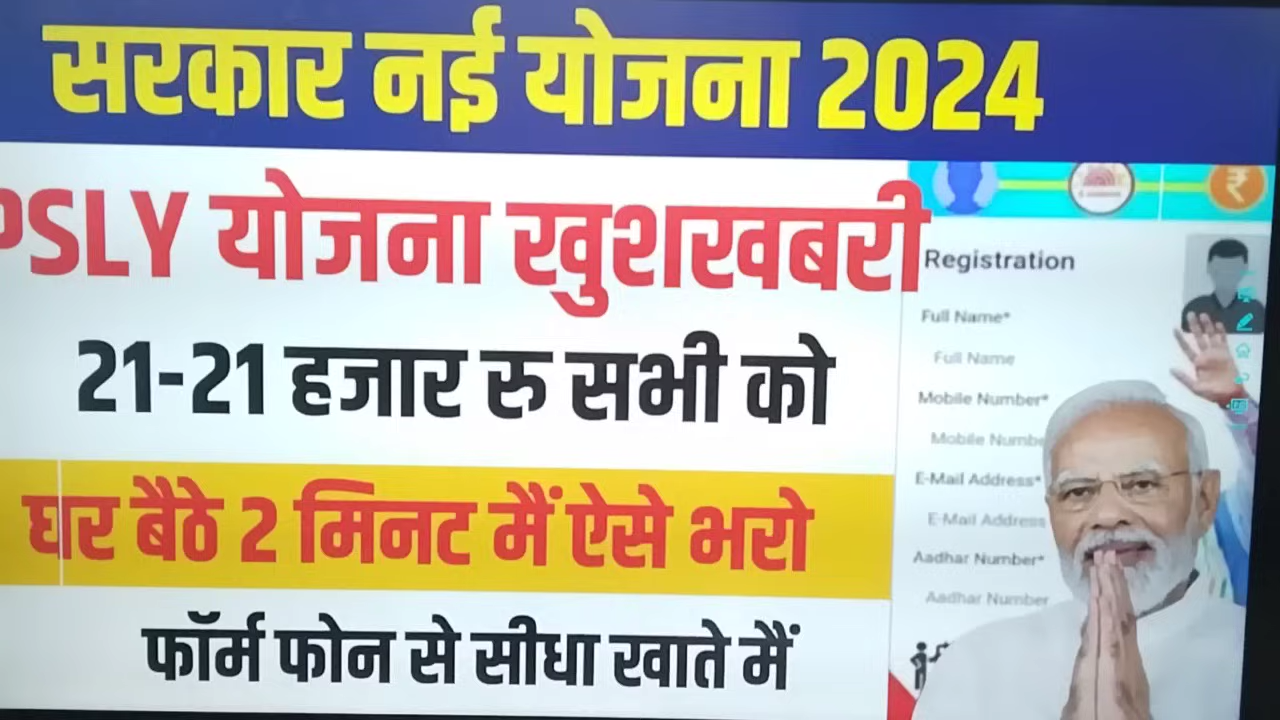 सरकार नई योजना 2024
PSLY योजना खुशखबरी
21-21 हजार रु सभी को
घर बैठे 2 मिनट मैं ऐसे भरो
फॉर्म फोन से सीधा खाते मैं
Registration
Full Name*
Full Name
Mobile Number*
Mobile Numbe
E-Mail Address*
E-Mail Address
Aadhar Number*
Aadhar Number